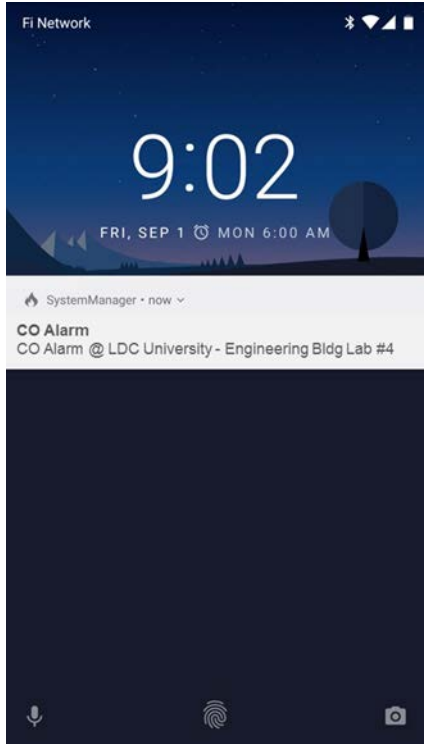 Fi Network
9:02
FRI, SEP 1 MON 6:00 AM
SystemManager • now
CO Alarm
CO Alarm @ LDC University - Engineering Bldg Lab #4